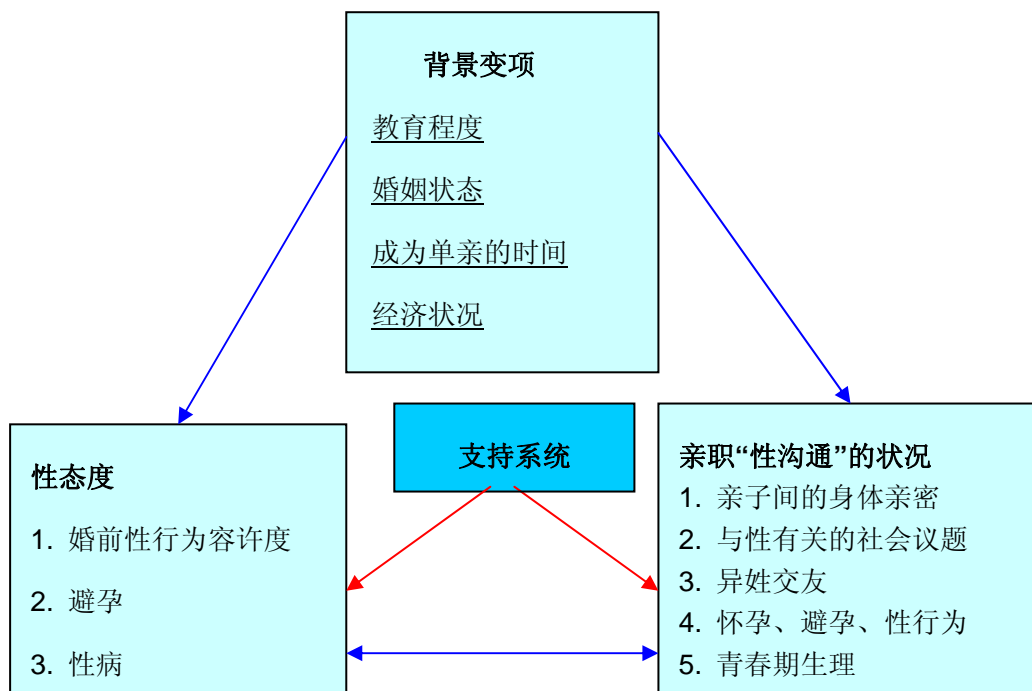 背景变项
教育程度
婚姻状态
成为单亲的时间
经济状况
支持系统
性态度
1. 婚前性行为容许度
2. 避孕
3. 性病
亲职“性沟通”的状况
1. 亲子间的身体亲密
2. 与性有关的社会议题
3. 异姓交友
4. 怀孕、避孕、性行为
5. 青春期生理